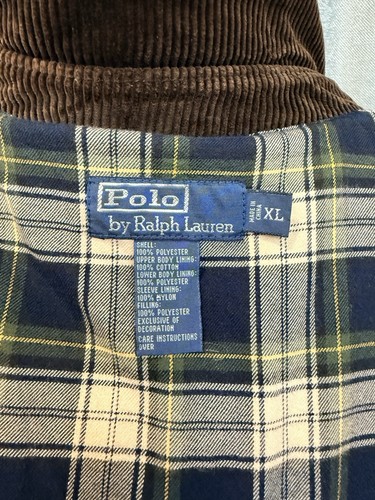 Polo
by Ralph Lauren
MADE IN
CHINA
XL
SHELL:
100% POLYESTER
UPPER BODY LINING:
100% COTTON
LOWER BODY LINING:
100% POLYESTER
SLEEVE LINING:
100% NYLON
FILLING:
100% POLYESTER
EXCLUSIVE OF
DECORATION
CARE INSTRUCTIONS
OVER